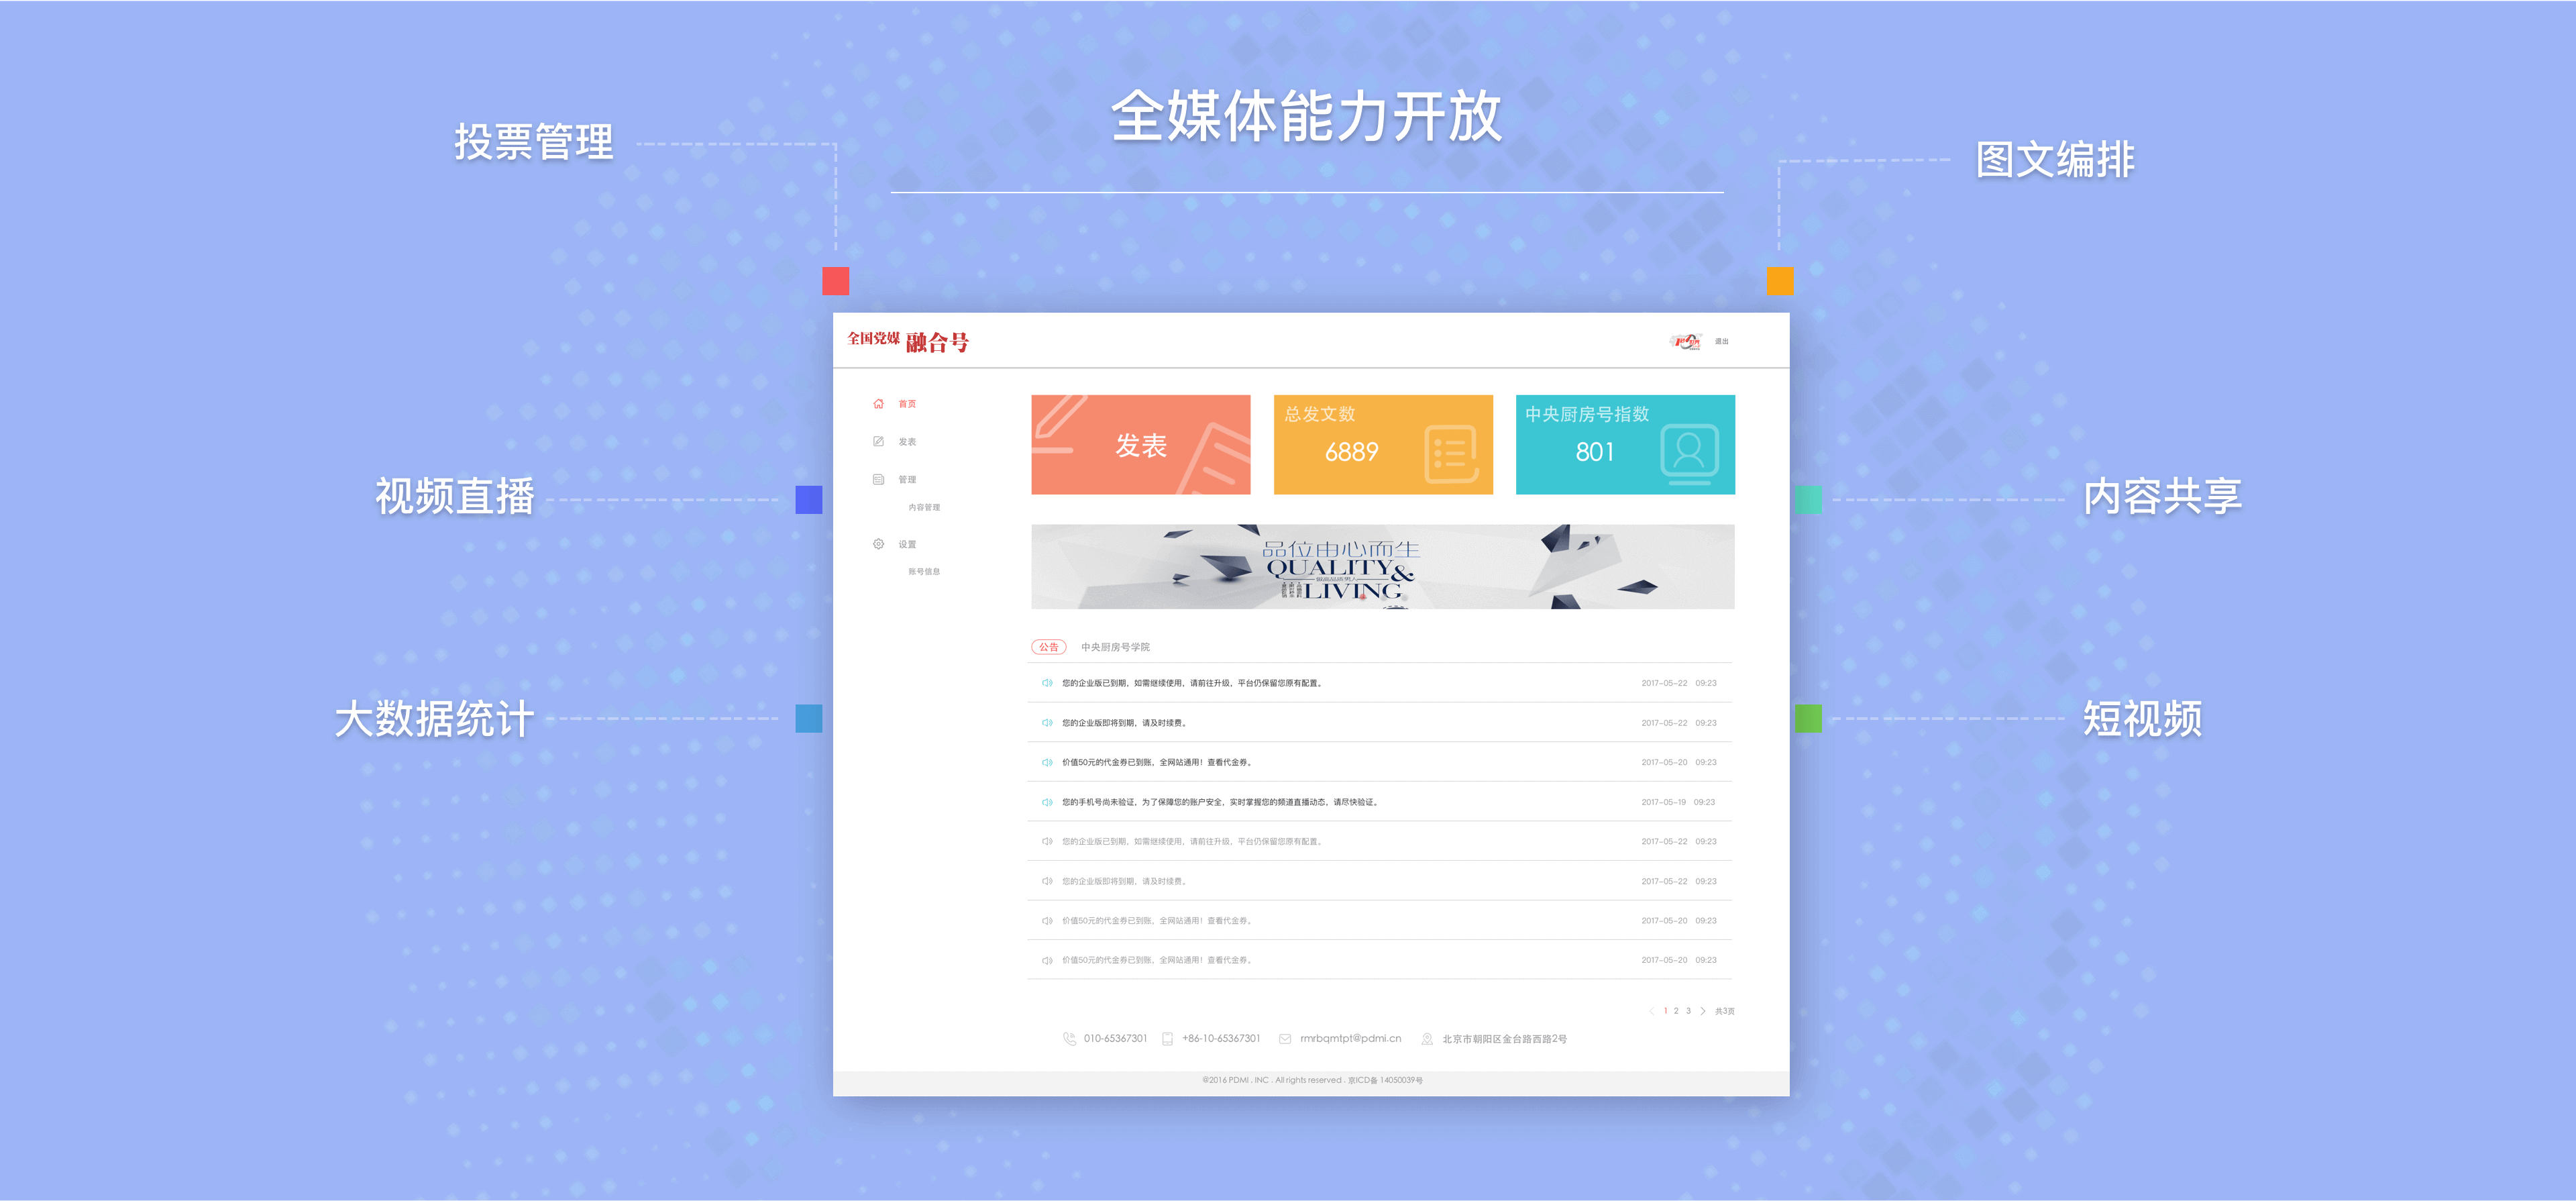 全媒体能力开放
投票管理
图文编排
视频直播
内容共享
大数据统计
短视频
全国党媒 融合号
退出
首页
发表
管理
内容管理
设置
账号信息
发表
总发文数
6889
中央厨房号指数
801
品位由心而生
QUALITY&
LIVING
公告 中央厨房号学院
您的企业版已到期，如需继续使用，请前往升级，平台仍保留您原有配置。 2017-05-22 09:23
您的企业版即将到期，请及时续费。 2017-05-22 09:23
价值50元的代金券已到账，全网站通用！查看代金券。 2017-05-20 09:23
您的手机号尚未验证，为了保障您的账户安全，实时掌握您的频道直播动态，请尽快验证。 2017-05-19 09:23
您的企业版已到期，如需继续使用，请前往升级，平台仍保留您原有配置。 2017-05-22 09:23
您的企业版即将到期，请及时续费。 2017-05-22 09:23
价值50元的代金券已到账，全网站通用！查看代金券。 2017-05-20 09:23
价值50元的代金券已到账，全网站通用！查看代金券。 2017-05-20 09:23
1 2 3 共3页
010-65367301 +86-10-65367301 rmrbqmtpt@pdmi.cn 北京市朝阳区金台路西路2号
©2016 PDMI . INC . All rights reserved . 京ICD备 14050039号